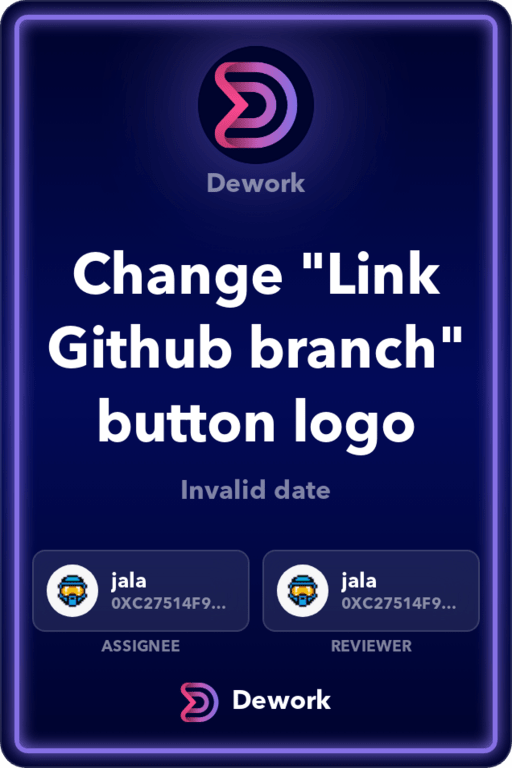 Dework
Change "Link
Github branch"
button logo
Invalid date
jala
0XC27514F9...
jala
0XC27514F9...
ASSIGNEE
REVIEWER
Dework